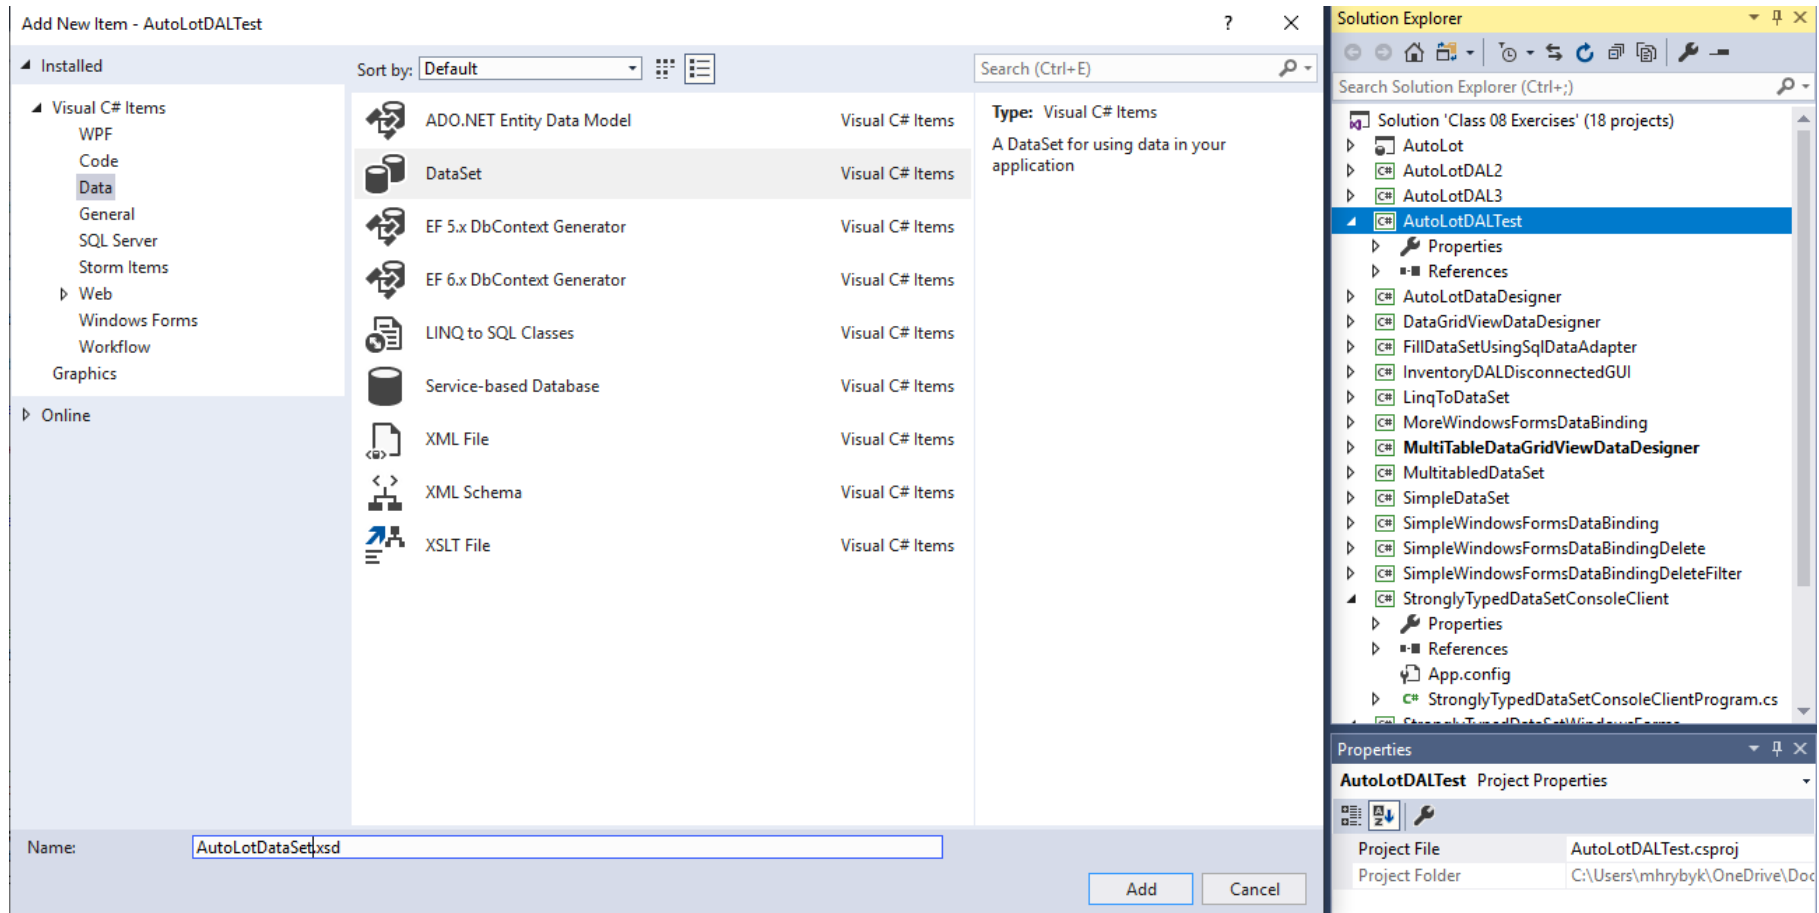 Add New Item - AutoLotDALTest
?
Installed
Visual C# Items
WPF
Code
Data
General
SQL Server
Storm Items
Web
Windows Forms
Workflow
Graphics
Online
Sort by: Default
Search (Ctrl+E)
ADO.NET Entity Data Model Visual C# Items
DataSet Visual C# Items
EF 5.x DbContext Generator Visual C# Items
EF 6.x DbContext Generator Visual C# Items
LINQ to SQL Classes Visual C# Items
Service-based Database Visual C# Items
XML File Visual C# Items
XML Schema Visual C# Items
XSLT File Visual C# Items
Type: Visual C# Items
A DataSet for using data in your
application
Name: AutoLotDataSet.xsd
Add Cancel
Solution Explorer
Search Solution Explorer (Ctrl+;)
Solution 'Class 08 Exercises' (18 projects)
AutoLot
C# AutoLotDAL2
C# AutoLotDAL3
C# AutoLotDALTest
Properties
References
C# AutoLotDataDesigner
C# DataGridViewDataDesigner
C# FillDataSetUsingSqlDataAdapter
C# InventoryDALDisconnectedGUI
C# LinqToDataSet
C# MoreWindowsFormsDataBinding
C# MultiTableDataGridViewDataDesigner
C# MultitabledDataSet
C# SimpleDataSet
C# SimpleWindowsFormsDataBinding
C# SimpleWindowsFormsDataBindingDelete
C# SimpleWindowsFormsDataBindingDeleteFilter
C# StronglyTypedDataSetConsoleClient
Properties
References
App.config
C# StronglyTypedDataSetConsoleClientProgram.cs
C# StronglyTypedDataSetWindowsForms
Properties
AutoLotDALTest Project Properties
Project File AutoLotDALTest.csproj
Project Folder C:\Users\mhrybyk\OneDrive\Doc